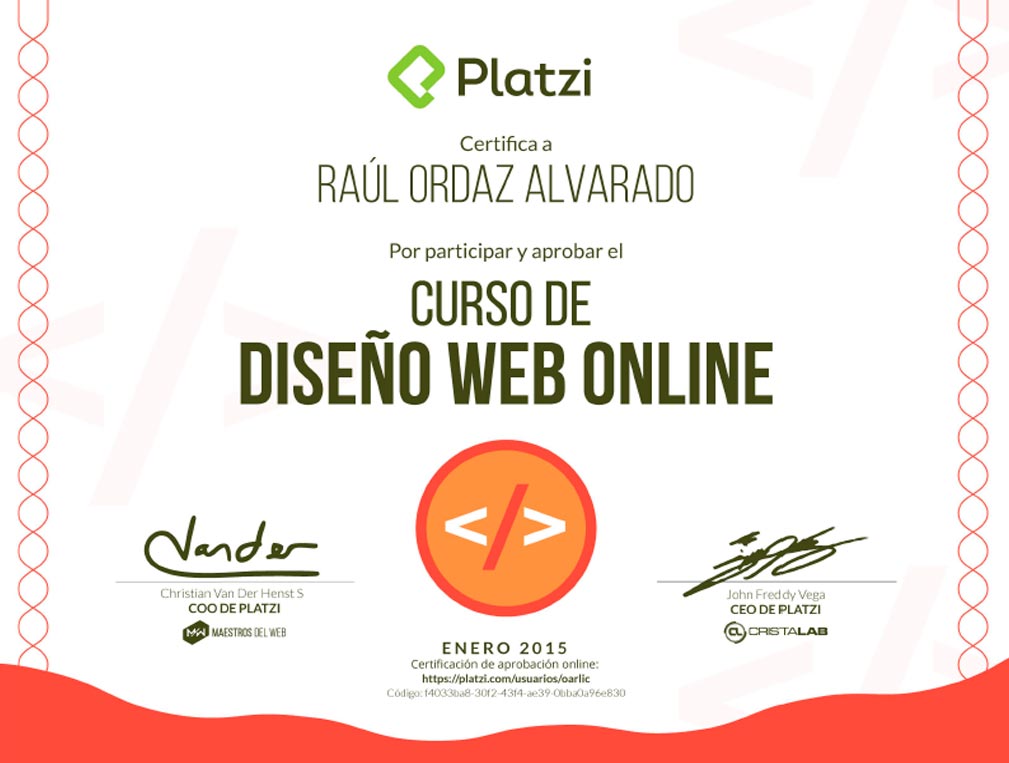 Platzi
Certifica a
RAÚL ORDAZ ALVARADO
Por participar y aprobar el
CURSO DE
DISEÑO WEB ONLINE
</>
Vander
Christian Van Der Henst S
COO DE PLATZI
MAESTROS DEL WEB
John Freddy Vega
CEO DE PLATZI
CRISTALAB
ENERO 2015
Certificación de aprobación online:
https://platzi.com/usuarios/oarlic
Código: f4033ba8-30f2-43f4-ae39-0bba0a96e830